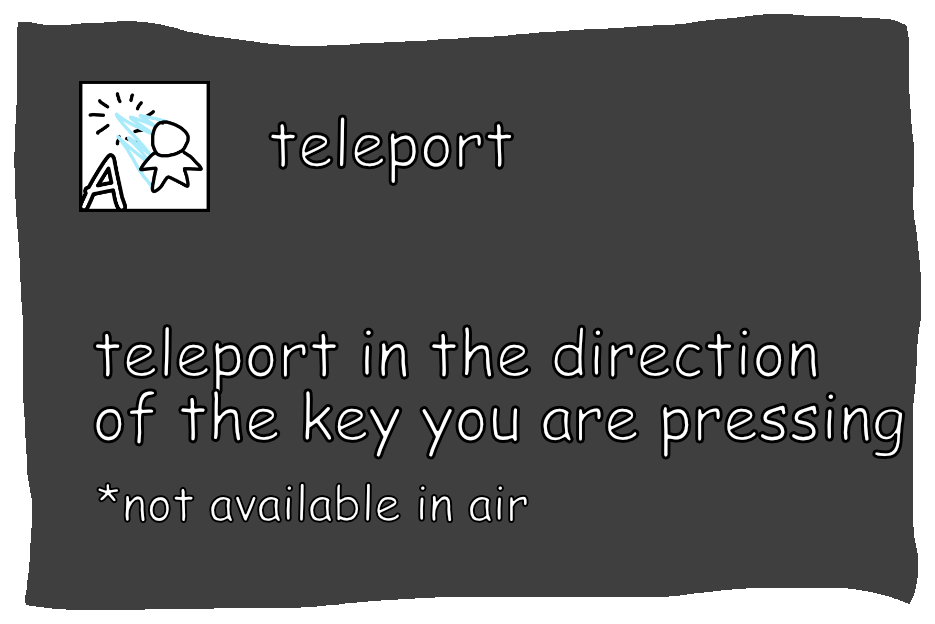 A
teleport
teleport in the direction
of the key you are pressing
*not available in air